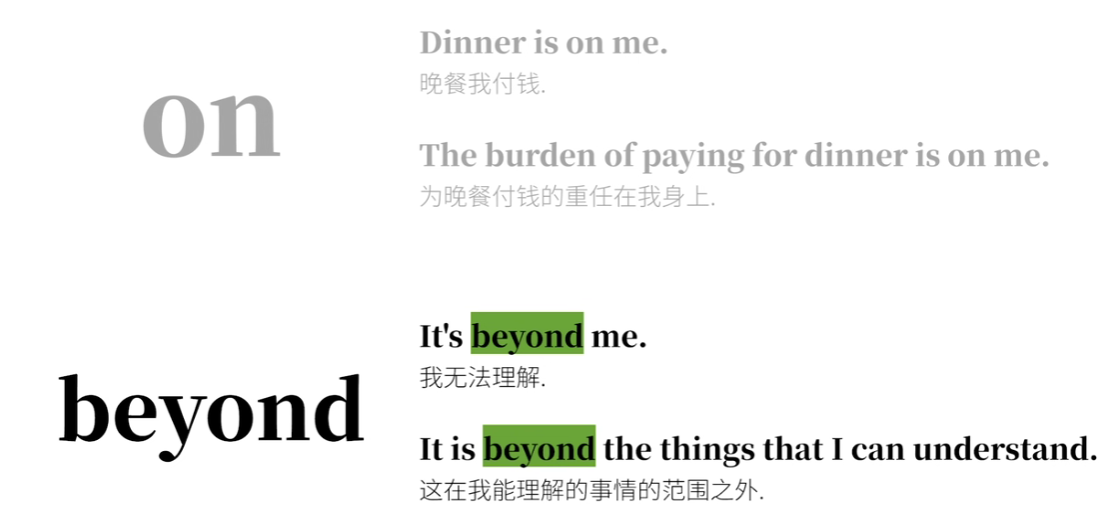 on
Dinner is on me.
晚餐我付钱.
The burden of paying for dinner is on me.
为晚餐付钱的重任在我身上.
beyond
It's beyond me.
我无法理解.
It is beyond the things that I can understand.
这在我能理解的事情的范围之外.